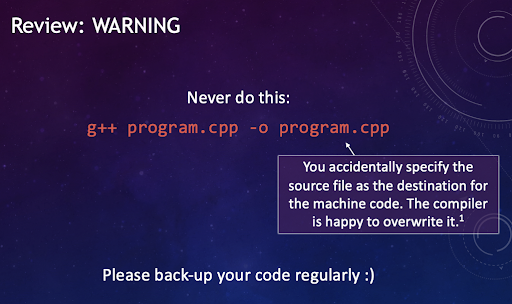 Review: WARNING
Never do this:
g++ program.cpp -o program.cpp
You accidentally specify the
source file as the destination for
the machine code. The compiler
is happy to overwrite it.¹
Please back-up your code regularly :)